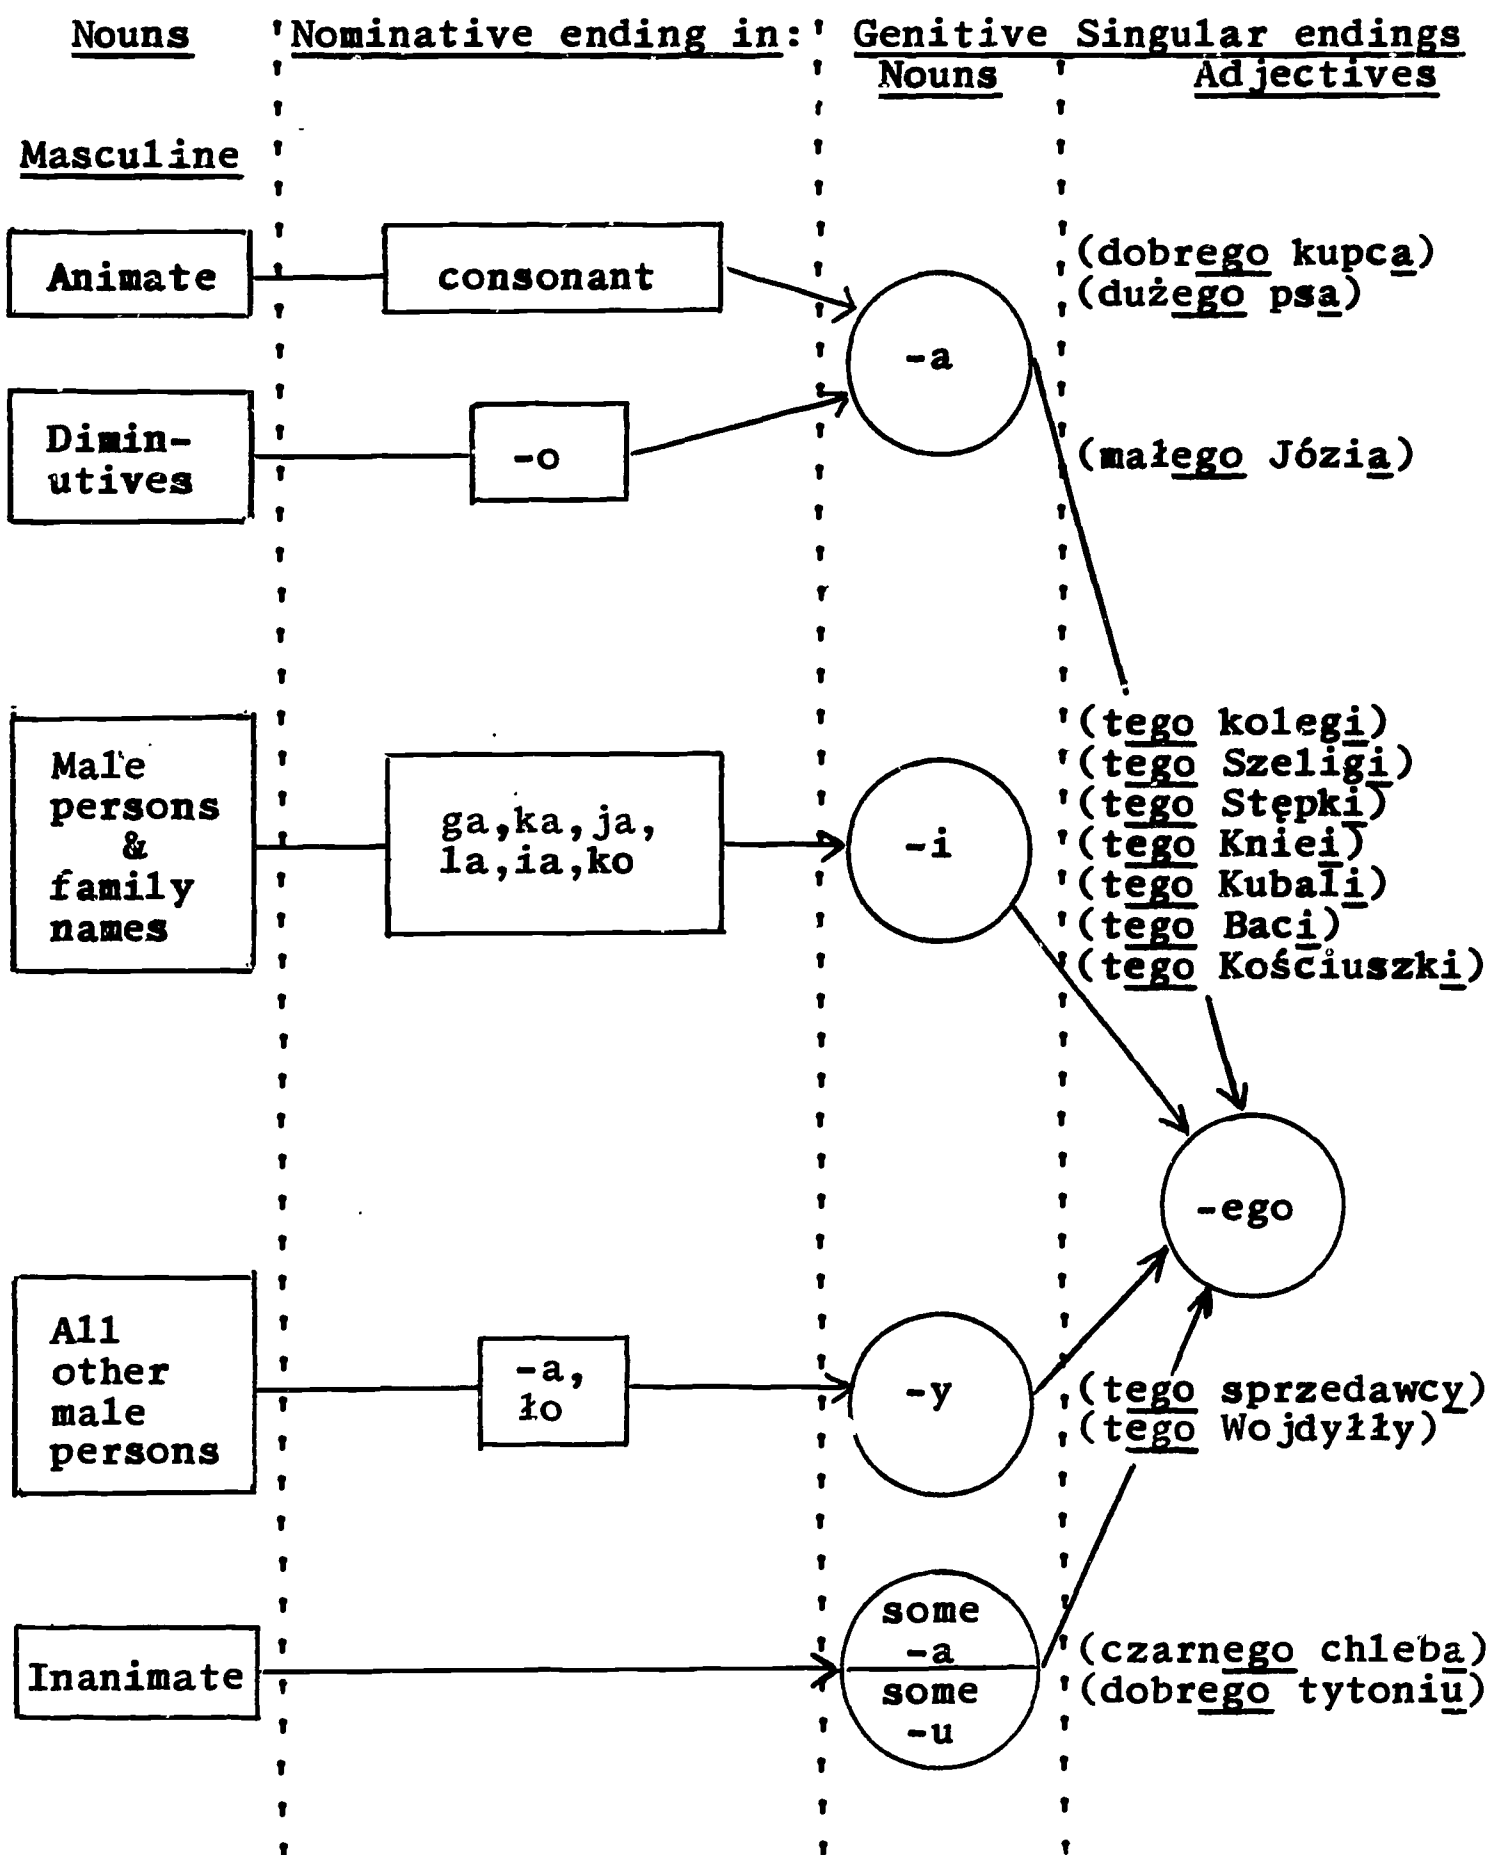 Nouns Nominative ending in: Genitive Singular endings
Nouns Adjectives
Masculine
Animate consonant -a (dobrego kupca)
(dużego psa)
Dimin-
utives -o (małego Józia)
Male
persons
&
family
names
ga,ka,ja,
la,ia,ko
-i
(tego kolegi)
(tego Szeligi)
(tego Stępki)
(tego Kniei)
(tego Kubali)
(tego Baci)
(tego Kościuszki)
-ego
All
other
male
persons
-a,
ło
-y
(tego sprzedawcy)
(tego Wojdyłły)
Inanimate
some
-a
some
-u
(czarnego chleba)
(dobrego tytoniu)